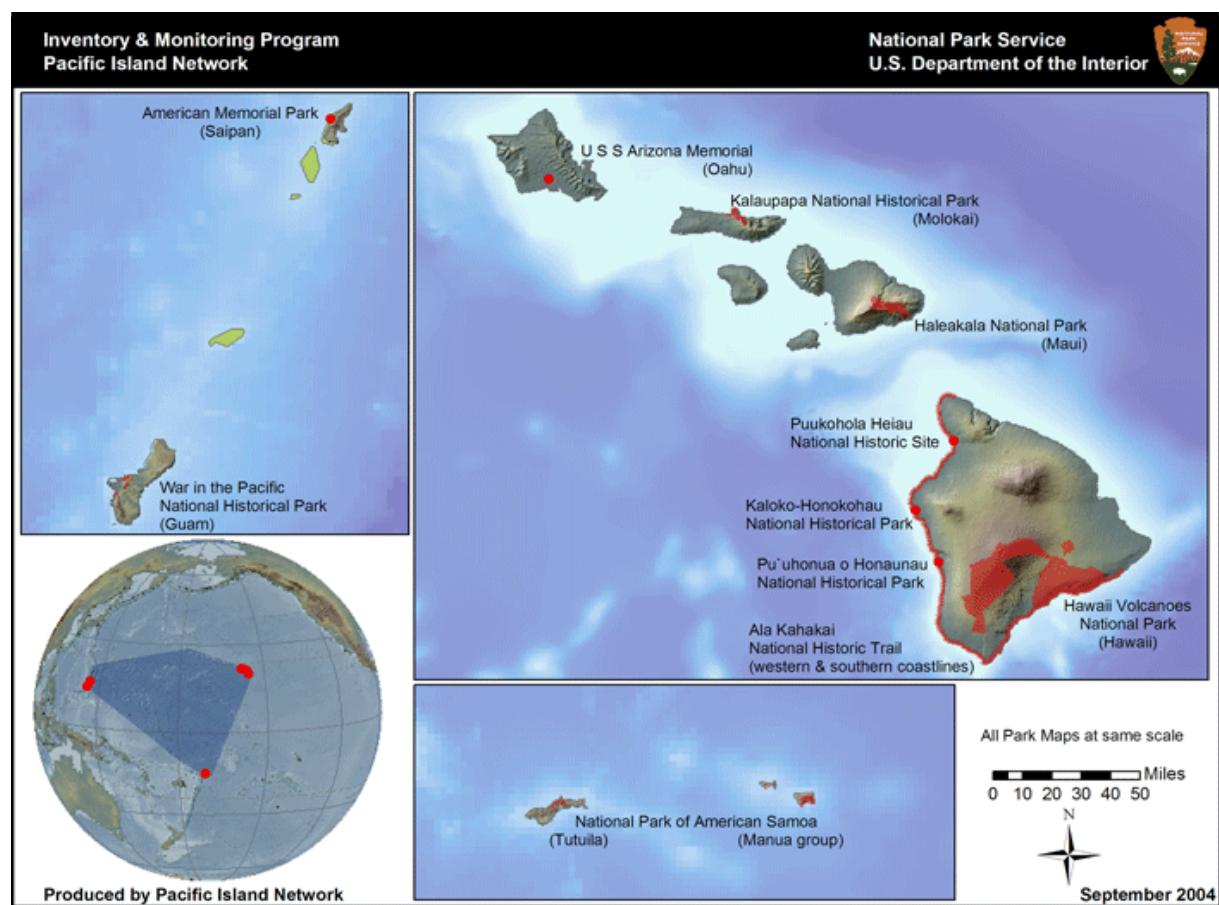 Inventory & Monitoring Program
Pacific Island Network
National Park Service
U.S. Department of the Interior
American Memorial Park
(Saipan)
War in the Pacific
National Historical Park
(Guam)
U S S Arizona Memorial
(Oahu)
Kalaupapa National Historical Park
(Molokai)
Haleakala National Park
(Maui)
Puukohola Heiau
National Historic Site
Kaloko-Honokohau
National Historical Park
Pu`uhonua o Honaunau
National Historical Park
Ala Kahakai
National Historic Trail
(western & southern coastlines)
Hawaii Volcanoes
National Park
(Hawaii)
National Park of American Samoa
(Tutuila) (Manua group)
All Park Maps at same scale
Miles
0 10 20 30 40 50
N
Produced by Pacific Island Network
September 2004